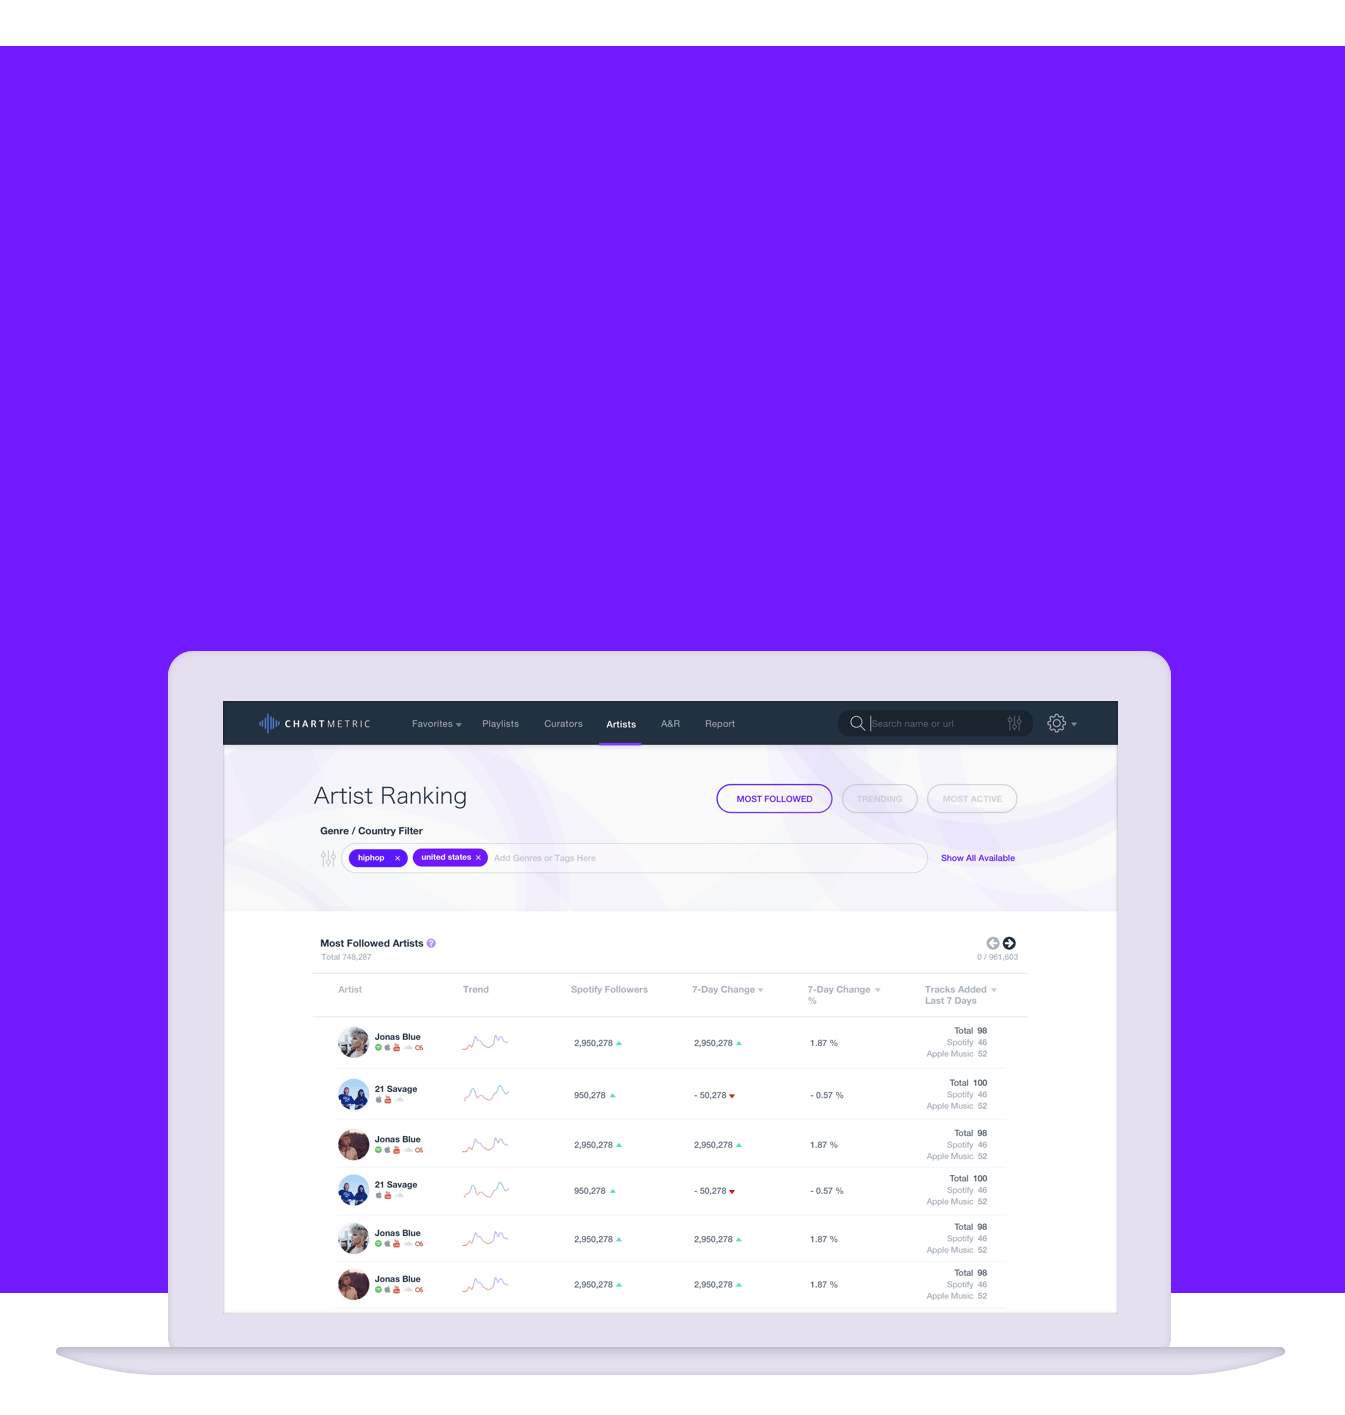 CHARTMETRIC Favorites Playlists Curators Artists A&R Report Search name or url
Artist Ranking
MOST FOLLOWED TRENDING MOST ACTIVE
Genre / Country Filter
hiphop × united states × Add Genres or Tags Here Show All Available
Most Followed Artists ?
Total 748,287 0 / 961,603
Artist Trend Spotify Followers 7-Day Change 7-Day Change % Tracks Added Last 7 Days
Jonas Blue 2,950,278 2,950,278 1.87 % Total 98
Spotify 46
Apple Music 52
21 Savage 950,278 - 50,278 - 0.57 % Total 100
Spotify 46
Apple Music 52
Jonas Blue 2,950,278 2,950,278 1.87 % Total 98
Spotify 46
Apple Music 52
21 Savage 950,278 - 50,278 - 0.57 % Total 100
Spotify 46
Apple Music 52
Jonas Blue 2,950,278 2,950,278 1.87 % Total 98
Spotify 46
Apple Music 52
Jonas Blue 2,950,278 2,950,278 1.87 % Total 98
Spotify 46
Apple Music 52